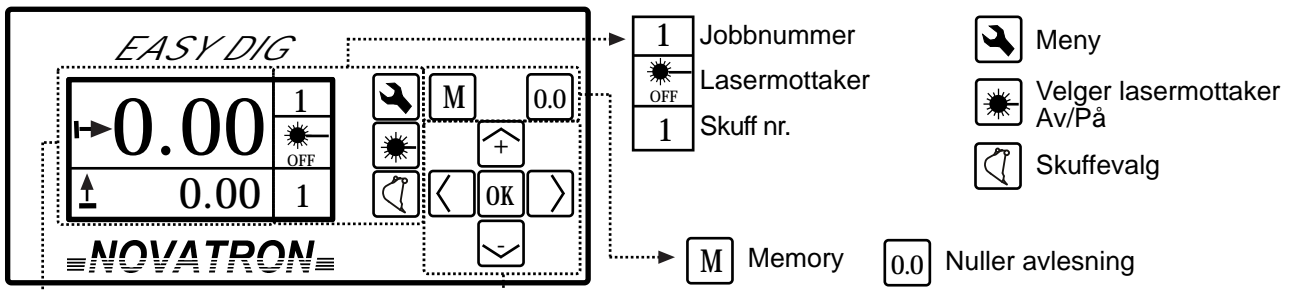 EASY DIG
0.00
1
OFF
0.00
1
M
0.0
+
OK
-
NOVATRON
1 Jobbnummer
OFF Lasermottaker
1 Skuff nr.
Meny
Velger lasermottaker
Av/På
Skuffevalg
M Memory
0.0 Nuller avlesning